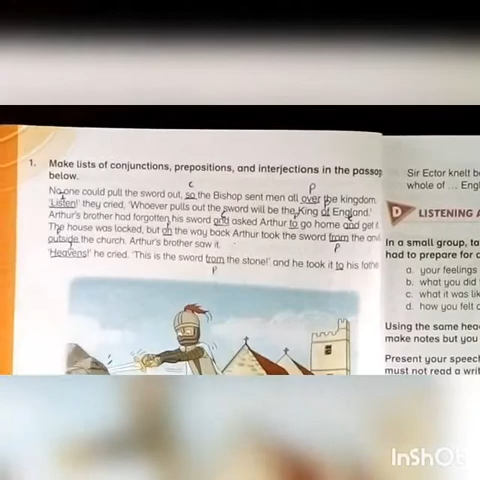 1. Make lists of conjunctions, prepositions, and interjections in the passag
below.
c
p
No one could pull the sword out, so the Bishop sent men all over the kingdom.
'Listen!' they cried, 'Whoever pulls out the sword will be the King of England.'
Arthur's brother had forgotten his sword and asked Arthur to go home and get it.
The house was locked, but on the way back Arthur took the sword from the
outside the church. Arthur's brother saw it.
'Heavens!' he cried. 'This is the sword from the stone!' and he took it to his fathe
p
Sir Ector knelt b
whole of ... Engl
D LISTENING A
In a small group, ta
had to prepare for a
a. your feelings
b. what you did
c. what it was lik
d. how you felt
Using the same hea
make notes but you
Present your speec
must not read a writ
InShOt